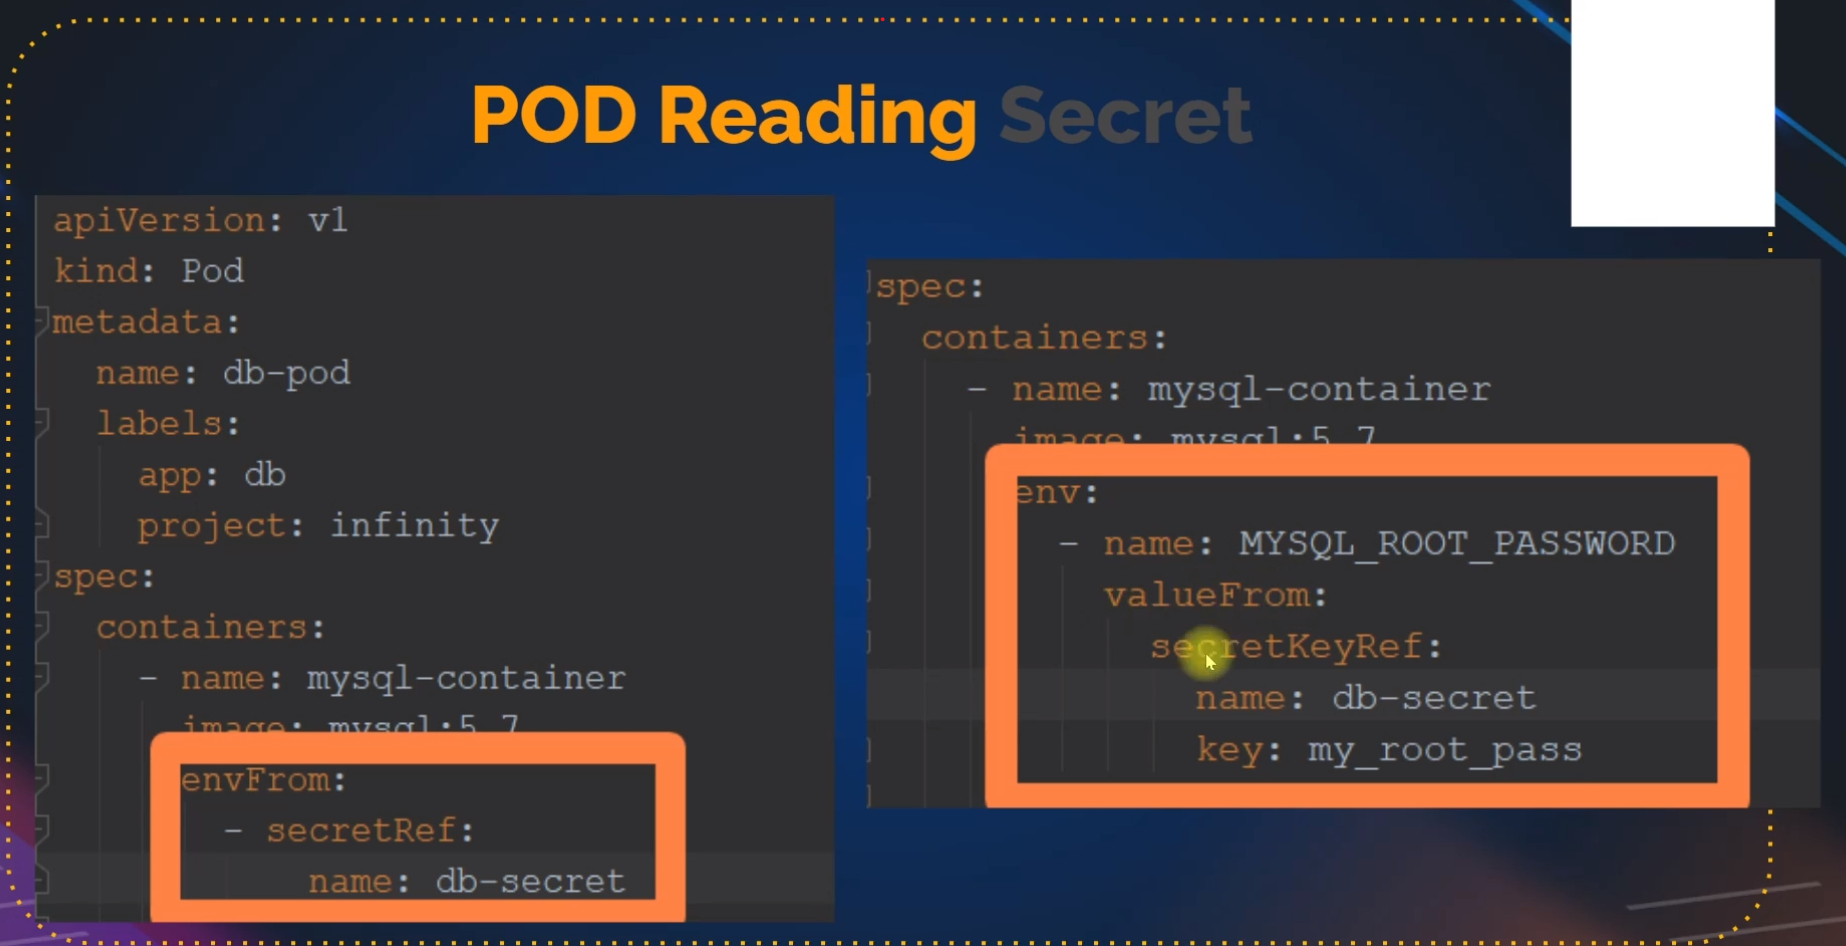 POD Reading Secret
apiVersion: v1
kind: Pod
metadata:
name: db-pod
labels:
app: db
project: infinity
spec:
containers:
- name: mysql-container
image: mysql:5.7
envFrom:
- secretRef:
name: db-secret
spec:
containers:
- name: mysql-container
image: mysql:5.7
env:
- name: MYSQL_ROOT_PASSWORD
valueFrom:
secretKeyRef:
name: db-secret
key: my_root_pass